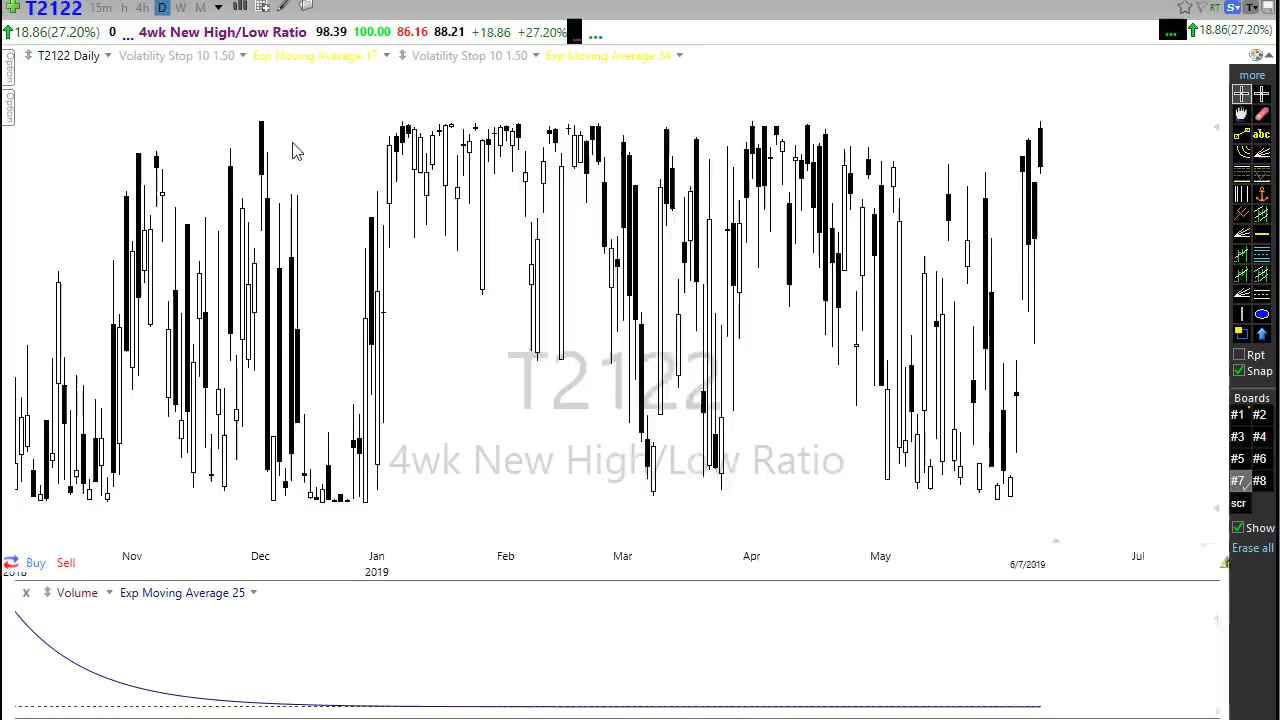 T2122 15m h 4h D W M RT S T
18.86(27.20%) 0 ... 4wk New High/Low Ratio 98.39 100.00 86.16 88.21 +18.86 +27.20% ... ... 18.86(27.20%)
T2122 Daily Volatility Stop 10 1.50 Exp Moving Average 17 Volatility Stop 10 1.50 Exp Moving Average 34
Option
Option
more
abc
T2122
4wk New High/Low Ratio
Rpt
Snap
Boards
#1 #2
#3 #4
#5 #6
#7 #8
scr
Show
Erase all
Nov Dec Jan Feb Mar Apr May Jul
Buy Sell
2018 2019 6/7/2019
x Volume Exp Moving Average 25